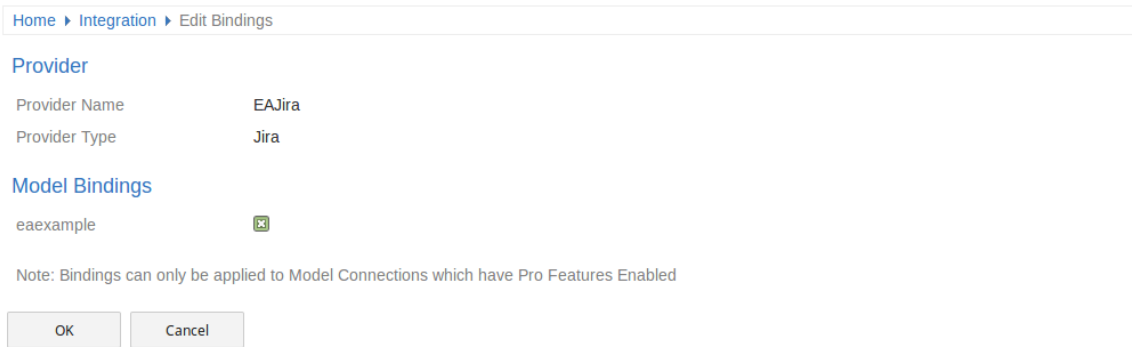 Home Integration Edit Bindings
Provider
Provider Name EAJira
Provider Type Jira
Model Bindings
eaexample
Note: Bindings can only be applied to Model Connections which have Pro Features Enabled
OK Cancel